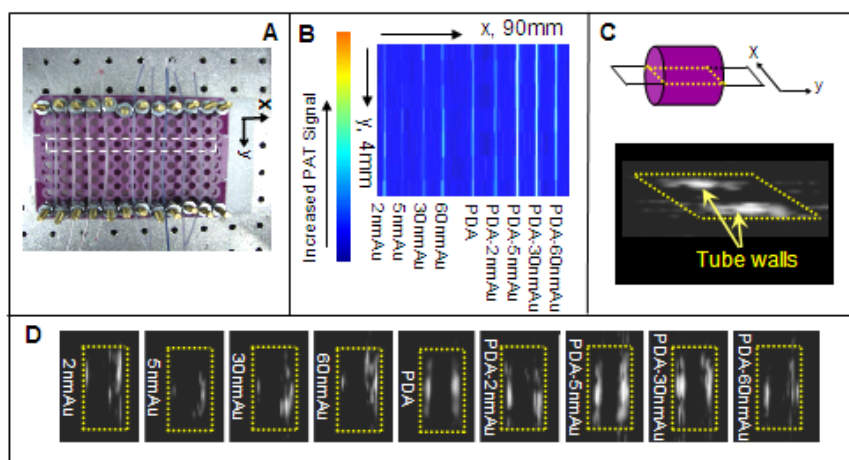 A
X
y
B
x, 90mm
y, 4mm
Increased PAT Signal
2nmAu
5nmAu
30nmAu
60nmAu
PDA
PDA-2nmAu
PDA-5nmAu
PDA-30nmAu
PDA-60nmAu
C
X
y
Tube walls
D
2nmAu
5nmAu
30nmAu
60nmAu
PDA
PDA-2nmAu
PDA-5nmAu
PDA-30nmAu
PDA-60nmAu